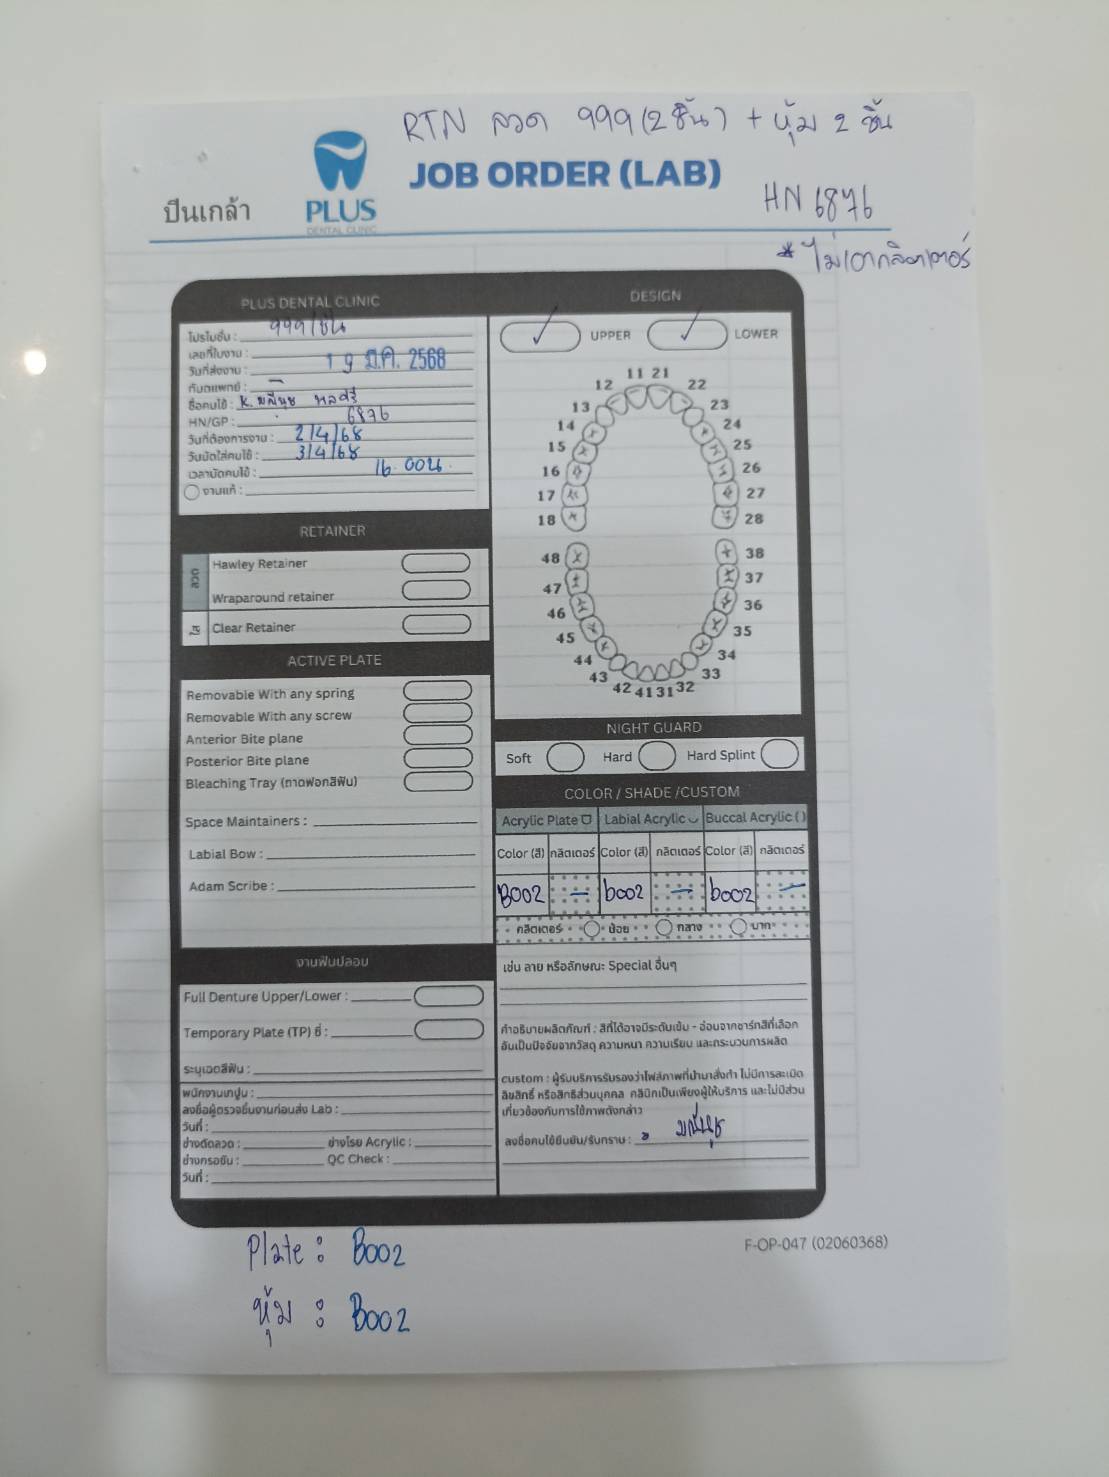 RTN ลวด 999 (2ชิ้น) + หุ้ม 2 ชิ้น
JOB ORDER (LAB)
ปิ่นเกล้า
PLUS
DENTAL CLINIC
HN 6876
* ไม่เอากลิตเตอร์
PLUS DENTAL CLINIC
โปรโมชั่น : 999/ชิ้น
เลขที่ใบงาน :
วันที่ส่งงาน : 19 มี.ค. 2568
ทันตแพทย์ : –
ชื่อคนไข้ : K.
HN/GP : 6876
วันที่ต้องการงาน : 2/4/68
วันนัดใส่คนไข้ : 3/4/68
เวลานัดคนไข้ : 16.00น.
งานแก้ :
RETAINER
ลวด
Hawley Retainer
Wraparound retainer
ใส
Clear Retainer
ACTIVE PLATE
Removable With any spring
Removable With any screw
Anterior Bite plane
Posterior Bite plane
Bleaching Tray (ถาดฟอกสีฟัน)
Space Maintainers :
Labial Bow :
Adam Scribe :
งานฟันปลอม
Full Denture Upper/Lower :
Temporary Plate (TP) ซี่ :
ระบุเฉดสีฟัน :
พนักงานเทปูน :
ลงชื่อผู้ตรวจชิ้นงานก่อนส่ง Lab :
วันที่ :
ช่างดัดลวด : ช่างโรย Acrylic :
ช่างกรอขัน : QC Check :
วันที่ :
DESIGN
UPPER LOWER
11 21
12 22
13 23
14 24
15 25
16 26
17 27
18 28
48 38
47 37
46 36
45 35
44 34
43 33
42 41 31 32
NIGHT GUARD
Soft Hard Hard Splint
COLOR / SHADE /CUSTOM
Acrylic Plate Labial Acrylic Buccal Acrylic ( )
Color (สี) กลิตเตอร์ Color (สี) กลิตเตอร์ Color (สี) กลิตเตอร์
B002 – b002 – b002 –
กลิตเตอร์ น้อย กลาง มาก
เช่น ลาย หรือลักษณะ Special อื่นๆ
คำอธิบายผลิตภัณฑ์ : สีที่ได้อาจมีระดับเข้ม - อ่อนจากชาร์ทสีที่เลือก
อันเป็นปัจจัยจากวัสดุ ความหนา ความเรียบ และกระบวนการผลิต
custom : ผู้รับบริการรับรองว่าไฟล์ภาพที่นำมาสั่งทำ ไม่มีการละเมิด
ลิขสิทธิ์ หรือสิทธิส่วนบุคคล คลินิกเป็นเพียงผู้ให้บริการ และไม่มีส่วน
เกี่ยวข้องกับการใช้ภาพดังกล่าว
ลงชื่อคนไข้ยืนยัน/รับทราบ :
F-OP-047 (02060368)
Plate : B002
หุ้ม : B002